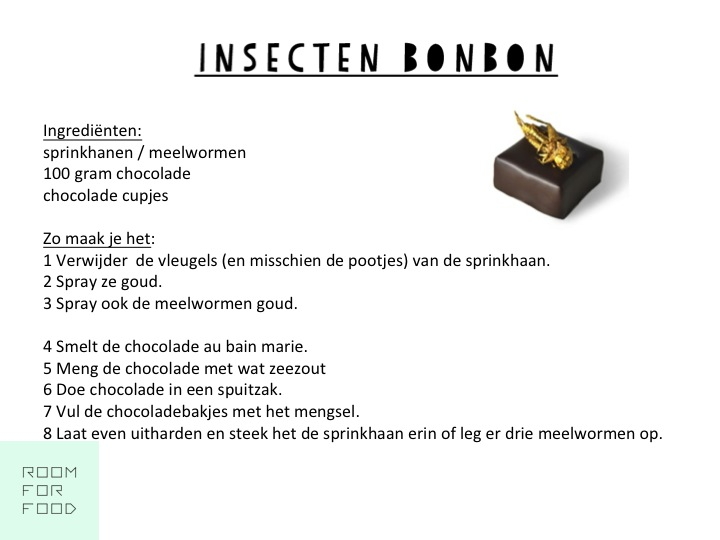 INSECTEN BONBON
Ingrediënten:
sprinkhanen / meelwormen
100 gram chocolade
chocolade cupjes
Zo maak je het:
1 Verwijder  de vleugels (en misschien de pootjes) van de sprinkhaan.
2 Spray ze goud.
3 Spray ook de meelwormen goud.
4 Smelt de chocolade au bain marie.
5 Meng de chocolade met wat zeezout
6 Doe chocolade in een spuitzak.
7 Vul de chocoladebakjes met het mengsel.
8 Laat even uitharden en steek het de sprinkhaan erin of leg er drie meelwormen op.
ROOM
FOR
FOOD